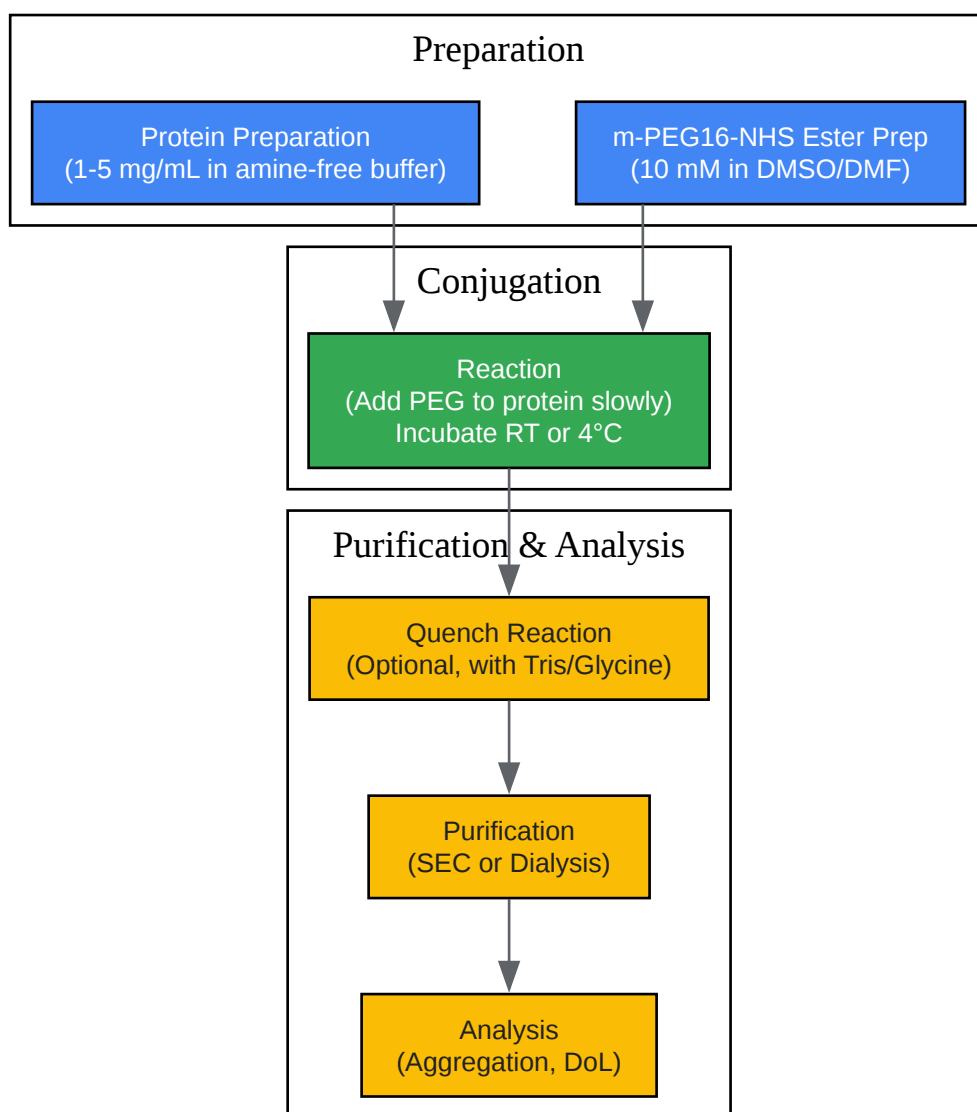 Preparation
Protein Preparation
(1-5 mg/mL in amine-free buffer)
m-PEG16-NHS Ester Prep
(10 mM in DMSO/DMF)
Conjugation
Reaction
(Add PEG to protein slowly)
Incubate RT or 4°C
Purification & Analysis
Quench Reaction
(Optional, with Tris/Glycine)
Purification
(SEC or Dialysis)
Analysis
(Aggregation, DoL)